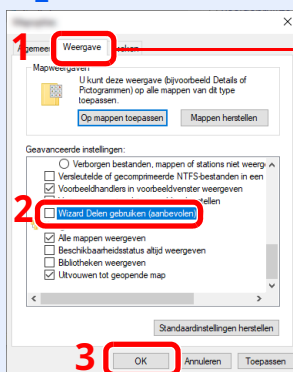 1
Algemeen Weergave Zoeken
Mapweergaven
U kunt deze weergave (bijvoorbeeld Details of
Pictogrammen) op alle mappen van dit type
toepassen.
Op mappen toepassen Mappen herstellen
Geavanceerde instellingen:
Verborgen bestanden, mappen of stations niet weerge
Versleutelde of gecomprimeerde NTFS-bestanden in een
Voorbeeldhandlers in voorbeeldvenster weergeven
stellen
2
Wizard Delen gebruiken (aanbevolen)
Alle mappen weergeven
Beschikbaarheidsstatus altijd weergeven
Bibliotheken weergeven
Uitvouwen tot geopende map
Standaardinstellingen herstellen
3
OK Annuleren Toepassen